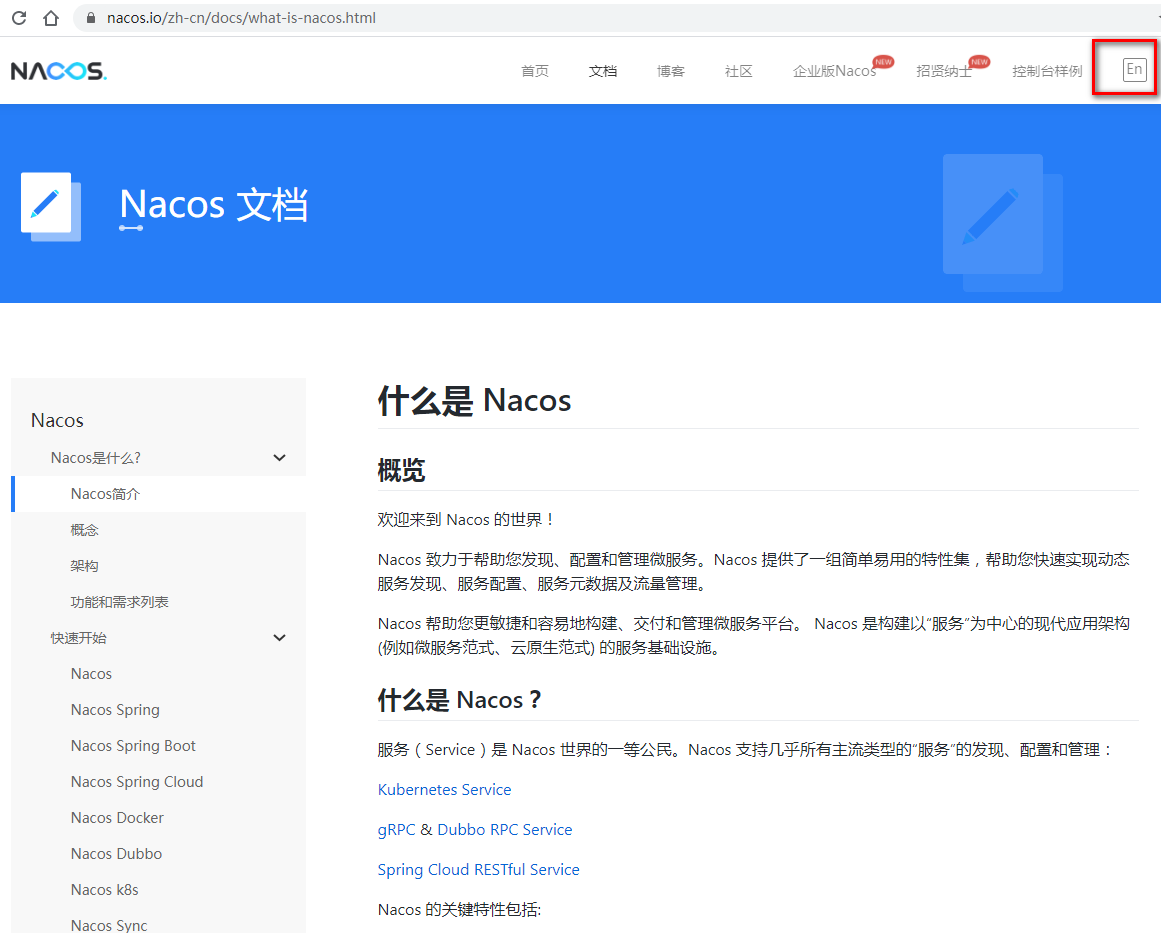 nacos.io/zh-cn/docs/what-is-nacos.html
NACOS.
首页 文档 博客 社区 企业版Nacos NEW 招贤纳士 NEW 控制台样例 En
Nacos 文档
Nacos
Nacos是什么?
Nacos简介
概念
架构
功能和需求列表
快速开始
Nacos
Nacos Spring
Nacos Spring Boot
Nacos Spring Cloud
Nacos Docker
Nacos Dubbo
Nacos k8s
Nacos Sync
什么是 Nacos
概览
欢迎来到 Nacos 的世界！
Nacos 致力于帮助您发现、配置和管理微服务。Nacos 提供了一组简单易用的特性集，帮助您快速实现动态
服务发现、服务配置、服务元数据及流量管理。
Nacos 帮助您更敏捷和容易地构建、交付和管理微服务平台。 Nacos 是构建以“服务”为中心的现代应用架构
(例如微服务范式、云原生范式) 的服务基础设施。
什么是 Nacos？
服务（Service）是 Nacos 世界的一等公民。Nacos 支持几乎所有主流类型的“服务”的发现、配置和管理：
Kubernetes Service
gRPC & Dubbo RPC Service
Spring Cloud RESTful Service
Nacos 的关键特性包括: